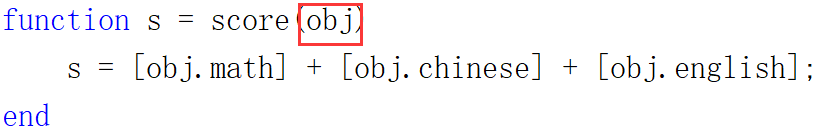 function s = score(obj)
    s = [obj.math] + [obj.chinese] + [obj.english];
end